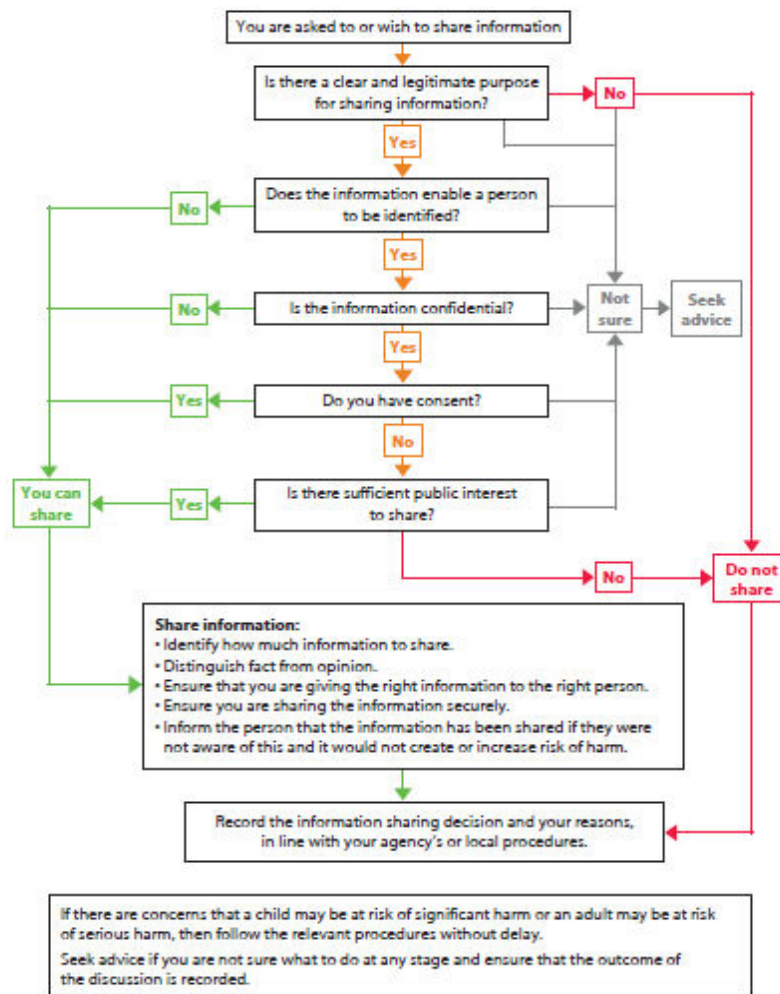 You are asked to or wish to share information
Is there a clear and legitimate purpose
for sharing information?
No
Yes
Does the information enable a person
to be identified?
No
Yes
Is the information confidential?
No
Not
sure
Seek
advice
Yes
Do you have consent?
Yes
No
Is there sufficient public interest
to share?
Yes
You can
share
No
Do not
share
Share information:
• Identify how much information to share.
• Distinguish fact from opinion.
• Ensure that you are giving the right information to the right person.
• Ensure you are sharing the information securely.
• Inform the person that the information has been shared if they were
not aware of this and it would not create or increase risk of harm.
Record the information sharing decision and your reasons,
in line with your agency's or local procedures.
If there are concerns that a child may be at risk of significant harm or an adult may be at risk
of serious harm, then follow the relevant procedures without delay.
Seek advice if you are not sure what to do at any stage and ensure that the outcome of
the discussion is recorded.